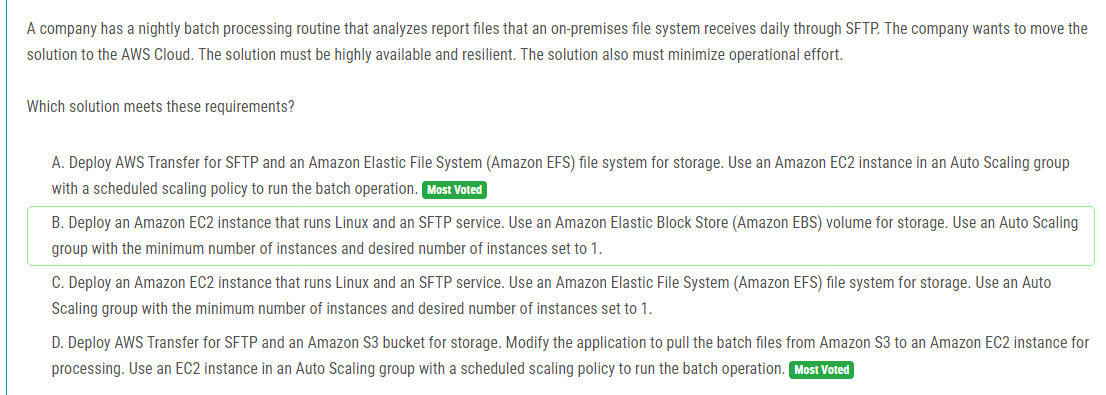 A company has a nightly batch processing routine that analyzes report files that an on-premises file system receives daily through SFTP. The company wants to move the
solution to the AWS Cloud. The solution must be highly available and resilient. The solution also must minimize operational effort.
Which solution meets these requirements?
A. Deploy AWS Transfer for SFTP and an Amazon Elastic File System (Amazon EFS) file system for storage. Use an Amazon EC2 instance in an Auto Scaling group
with a scheduled scaling policy to run the batch operation. Most Voted
B. Deploy an Amazon EC2 instance that runs Linux and an SFTP service. Use an Amazon Elastic Block Store (Amazon EBS) volume for storage. Use an Auto Scaling
group with the minimum number of instances and desired number of instances set to 1.
C. Deploy an Amazon EC2 instance that runs Linux and an SFTP service. Use an Amazon Elastic File System (Amazon EFS) file system for storage. Use an Auto
Scaling group with the minimum number of instances and desired number of instances set to 1.
D. Deploy AWS Transfer for SFTP and an Amazon S3 bucket for storage. Modify the application to pull the batch files from Amazon S3 to an Amazon EC2 instance for
processing. Use an EC2 instance in an Auto Scaling group with a scheduled scaling policy to run the batch operation. Most Voted